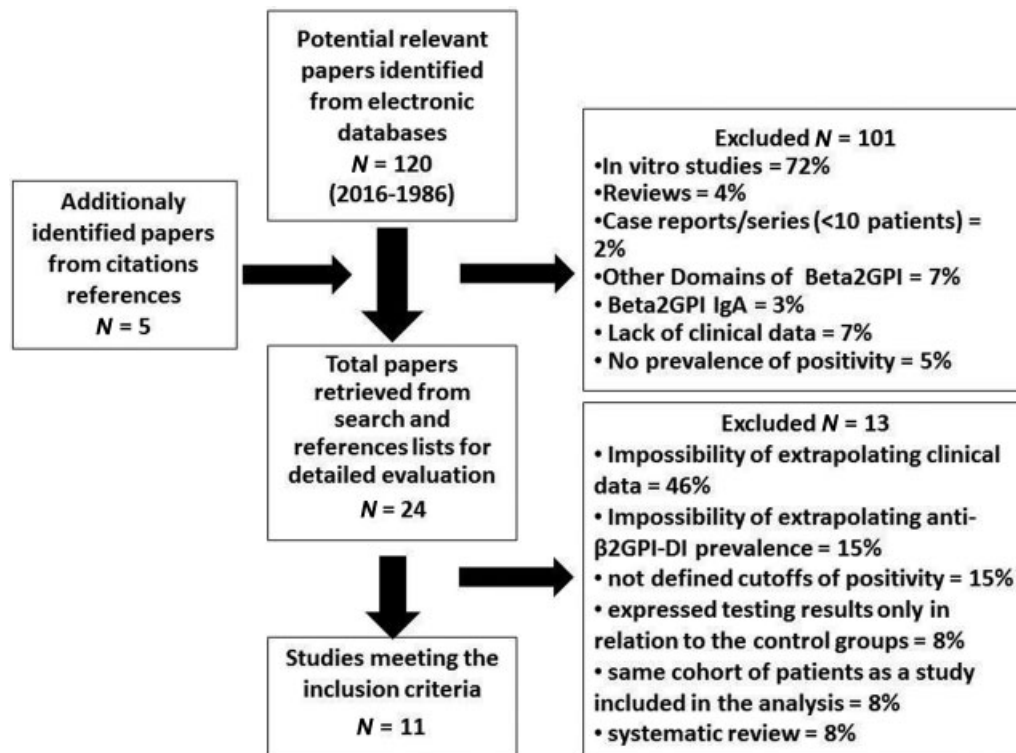 Potential relevant
papers identified
from electronic
databases
N = 120
(2016-1986)
Additionaly
identified papers
from citations
references
N = 5
Excluded N = 101
•In vitro studies = 72%
•Reviews = 4%
•Case reports/series (<10 patients) =
2%
•Other Domains of Beta2GPI = 7%
• Beta2GPI IgA = 3%
• Lack of clinical data = 7%
• No prevalence of positivity = 5%
Total papers
retrieved from
search and
references lists for
detailed evaluation
N = 24
Excluded N = 13
• Impossibility of extrapolating clinical
data = 46%
• Impossibility of extrapolating anti-
β2GPI-DI prevalence = 15%
• not defined cutoffs of positivity = 15%
• expressed testing results only in
relation to the control groups = 8%
• same cohort of patients as a study
included in the analysis = 8%
• systematic review = 8%
Studies meeting the
inclusion criteria
N = 11